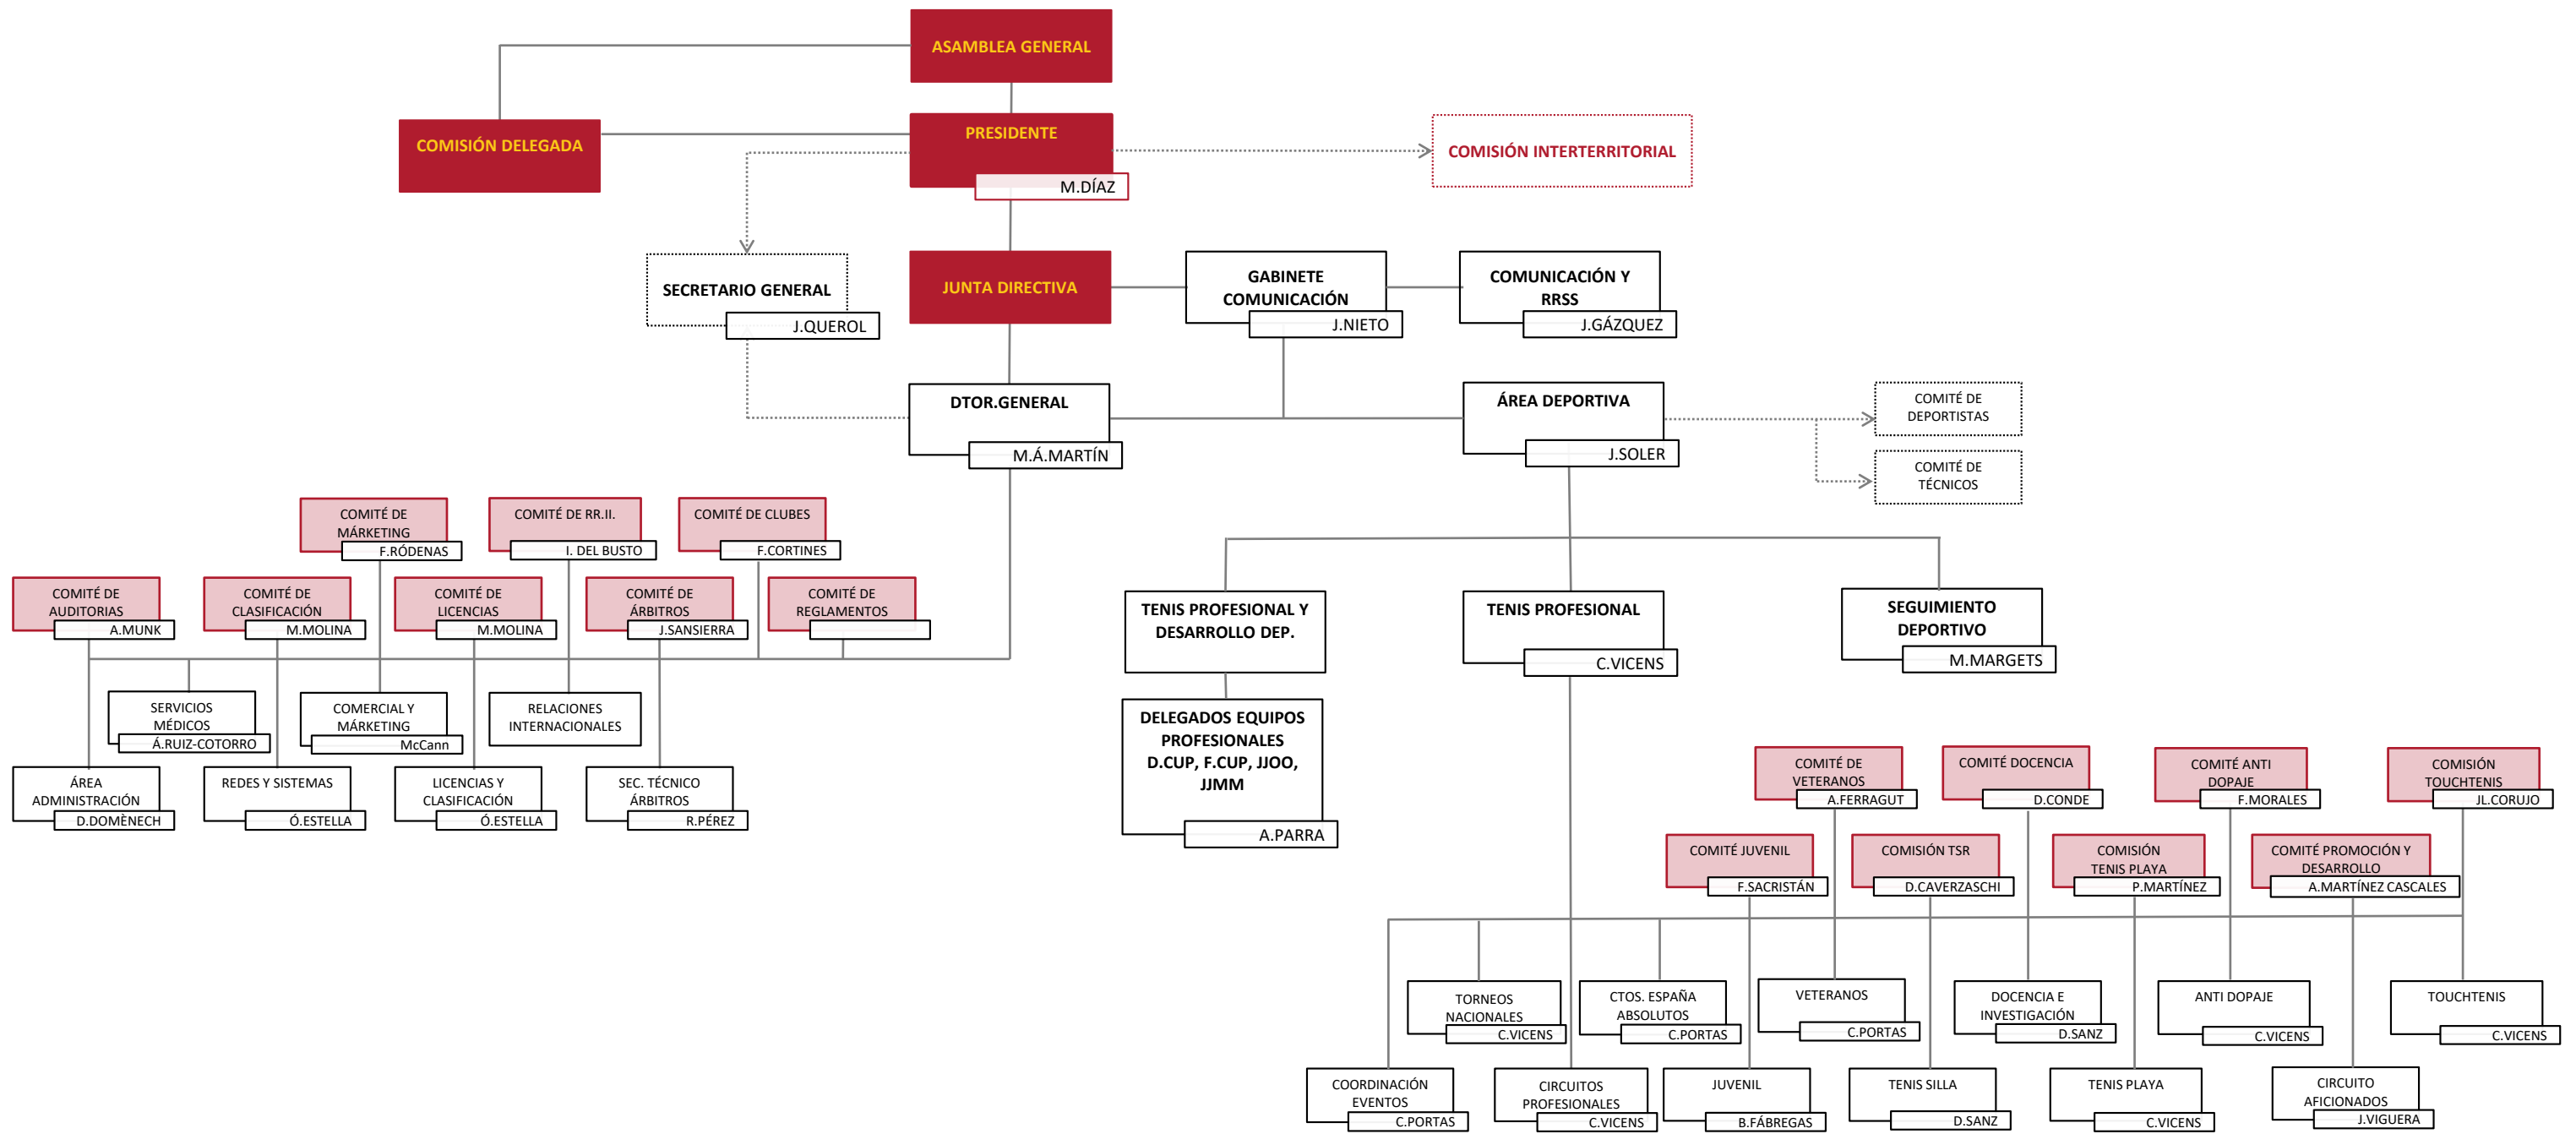 ASAMBLEA GENERAL
COMISIÓN DELEGADA
PRESIDENTE
M.DÍAZ
COMISIÓN INTERTERRITORIAL
SECRETARIO GENERAL
J.QUEROL
JUNTA DIRECTIVA
GABINETE
COMUNICACIÓN
J.NIETO
COMUNICACIÓN Y
RRSS
J.GÁZQUEZ
DTOR.GENERAL
M.Á.MARTÍN
ÁREA DEPORTIVA
J.SOLER
COMITÉ DE
DEPORTISTAS
COMITÉ DE
TÉCNICOS
COMITÉ DE
MÁRKETING
F.RÓDENAS
COMITÉ DE RR.II.
I. DEL BUSTO
COMITÉ DE CLUBES
F.CORTINES
COMITÉ DE
AUDITORIAS
A.MUNK
COMITÉ DE
CLASIFICACIÓN
M.MOLINA
COMITÉ DE
LICENCIAS
M.MOLINA
COMITÉ DE
ÁRBITROS
J.SANSIERRA
COMITÉ DE
REGLAMENTOS
TENIS PROFESIONAL Y
DESARROLLO DEP.
TENIS PROFESIONAL
C.VICENS
SEGUIMIENTO
DEPORTIVO
M.MARGETS
SERVICIOS
MÉDICOS
Á.RUIZ-COTORRO
COMERCIAL Y
MÁRKETING
McCann
RELACIONES
INTERNACIONALES
DELEGADOS EQUIPOS
PROFESIONALES
D.CUP, F.CUP, JJOO,
JJMM
A.PARRA
ÁREA
ADMINISTRACIÓN
D.DOMÈNECH
REDES Y SISTEMAS
Ó.ESTELLA
LICENCIAS Y
CLASIFICACIÓN
Ó.ESTELLA
SEC. TÉCNICO
ÁRBITROS
R.PÉREZ
COMITÉ DE
VETERANOS
A.FERRAGUT
COMITÉ DOCENCIA
D.CONDE
COMITÉ ANTI
DOPAJE
F.MORALES
COMISIÓN
TOUCHTENIS
JL.CORUJO
COMITÉ JUVENIL
F.SACRISTÁN
COMISIÓN TSR
D.CAVERZASCHI
COMISIÓN
TENIS PLAYA
P.MARTÍNEZ
COMITÉ PROMOCIÓN Y
DESARROLLO
A.MARTÍNEZ CASCALES
TORNEOS
NACIONALES
C.VICENS
CTOS. ESPAÑA
ABSOLUTOS
C.PORTAS
VETERANOS
C.PORTAS
DOCENCIA E
INVESTIGACIÓN
D.SANZ
ANTI DOPAJE
C.VICENS
TOUCHTENIS
C.VICENS
COORDINACIÓN
EVENTOS
C.PORTAS
CIRCUITOS
PROFESIONALES
C.VICENS
JUVENIL
B.FÁBREGAS
TENIS SILLA
D.SANZ
TENIS PLAYA
C.VICENS
CIRCUITO
AFICIONADOS
J.VIGUERA